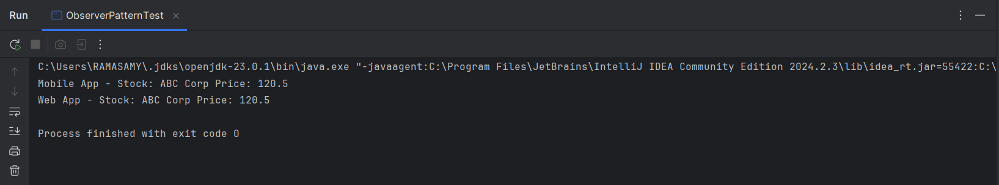 Run ObserverPatternTest
C:\Users\RAMASAMY\.jdks\openjdk-23.0.1\bin\java.exe "-javaagent:C:\Program Files\JetBrains\IntelliJ IDEA Community Edition 2024.2.3\lib\idea_rt.jar=55422:C:\
Mobile App - Stock: ABC Corp Price: 120.5
Web App - Stock: ABC Corp Price: 120.5
Process finished with exit code 0